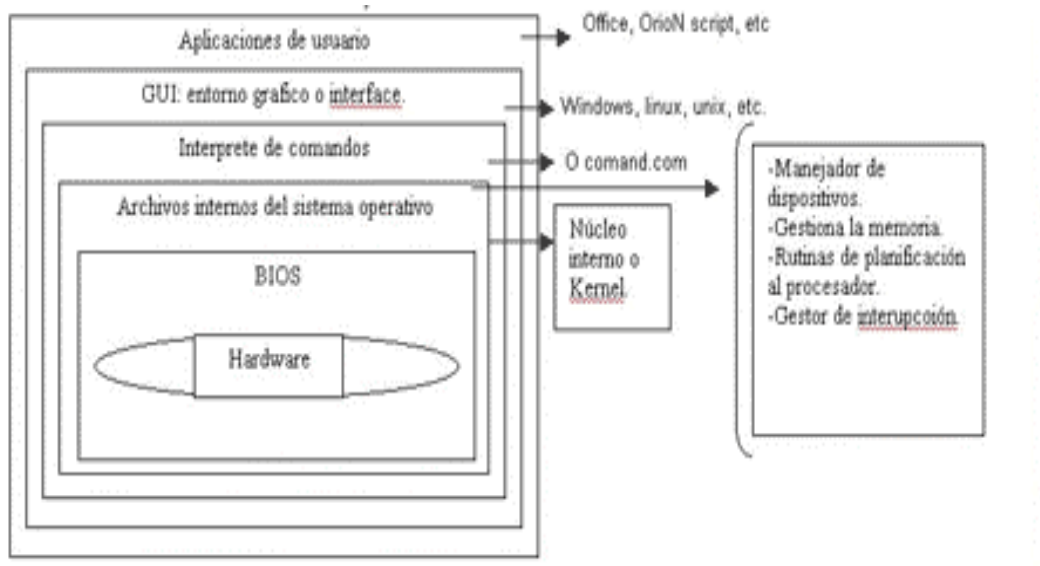 Aplicaciones de usuario
Office, OrioN script, etc
GUI: entorno grafico o interface.
Windows, linux, unix, etc.
Interprete de comandos
O comand.com
Archivos internos del sistema operativo
Núcleo
interno o
Kernel.
-Manejador de
dispositivos.
-Gestiona la memoria.
-Rutinas de planificación
al procesador.
-Gestor de interupcoión.
BIOS
Hardware